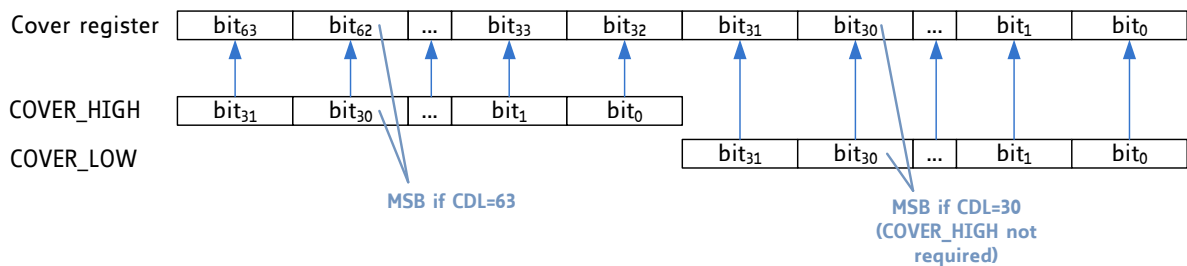 Cover register bit63 bit62 ... bit33 bit32 bit31 bit30 ... bit1 bit0
COVER_HIGH bit31 bit30 ... bit1 bit0
COVER_LOW bit31 bit30 ... bit1 bit0
MSB if CDL=63
MSB if CDL=30
(COVER_HIGH not
required)